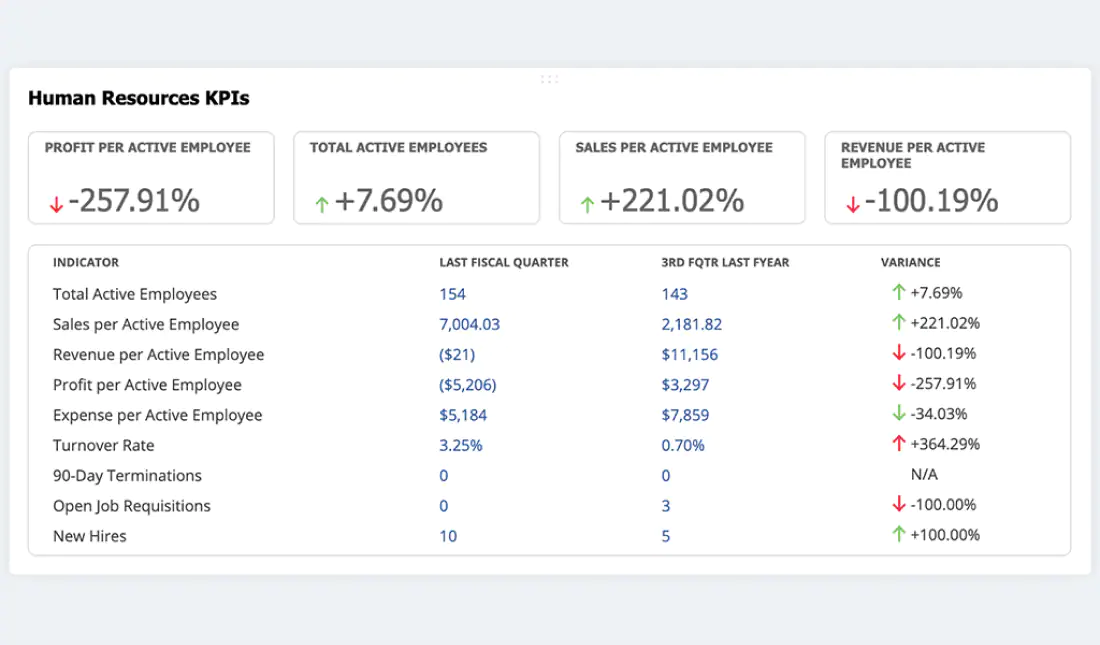 Human Resources KPIs
PROFIT PER ACTIVE EMPLOYEE
-257.91%
TOTAL ACTIVE EMPLOYEES
+7.69%
SALES PER ACTIVE EMPLOYEE
+221.02%
REVENUE PER ACTIVE
EMPLOYEE
-100.19%
INDICATOR LAST FISCAL QUARTER 3RD FQTR LAST FYEAR VARIANCE
Total Active Employees 154 143 +7.69%
Sales per Active Employee 7,004.03 2,181.82 +221.02%
Revenue per Active Employee ($21) $11,156 -100.19%
Profit per Active Employee ($5,206) $3,297 -257.91%
Expense per Active Employee $5,184 $7,859 -34.03%
Turnover Rate 3.25% 0.70% +364.29%
90-Day Terminations 0 0 N/A
Open Job Requisitions 0 3 -100.00%
New Hires 10 5 +100.00%